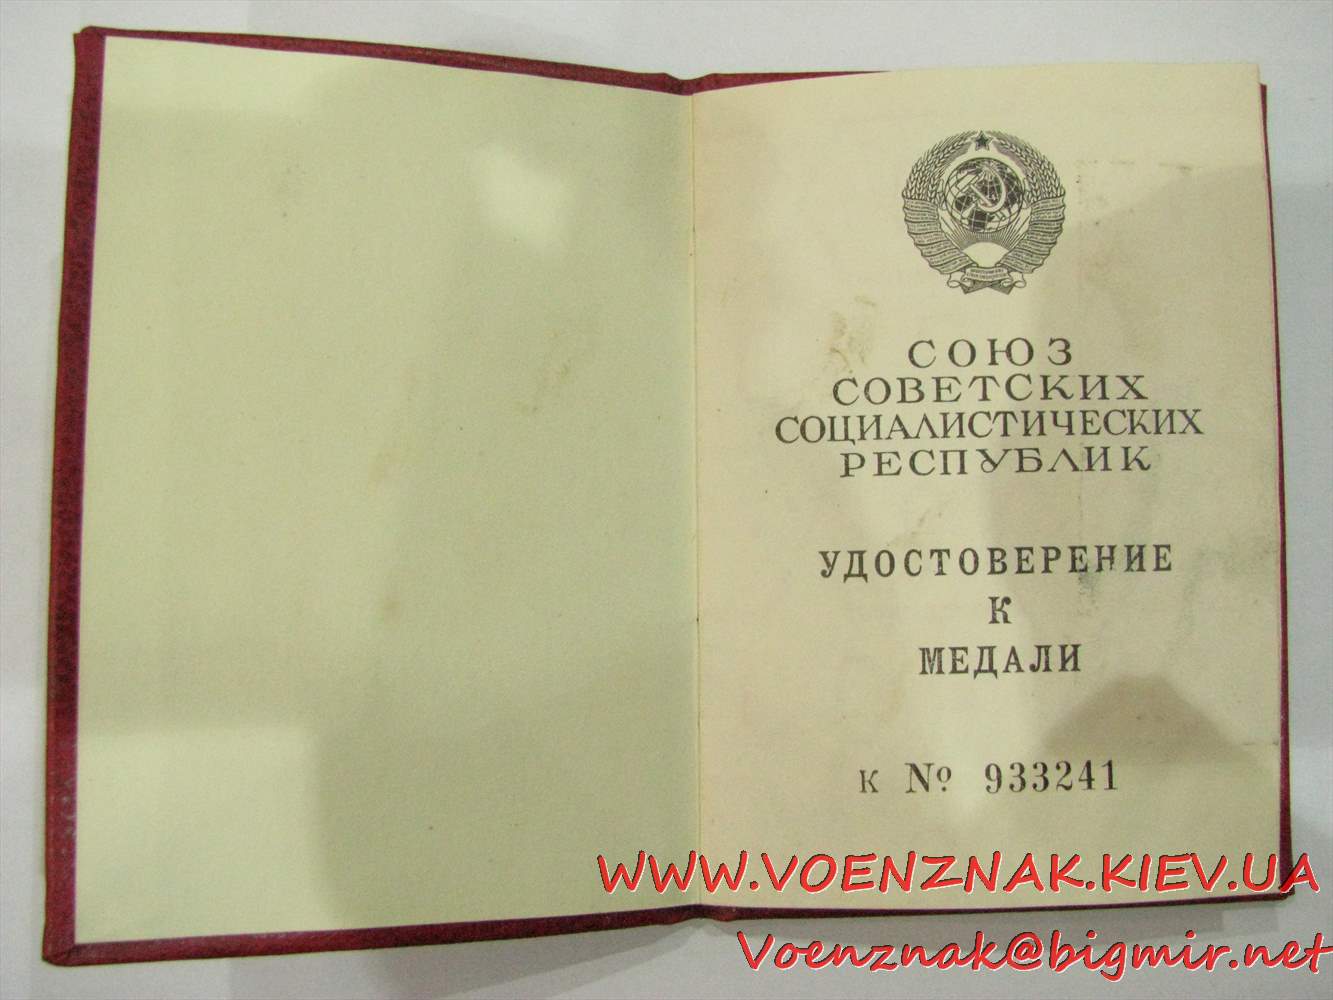 СОЮЗ
СОВЕТСКИХ
СОЦИАЛИСТИЧЕСКИХ
РЕСПУБЛИК
УДОСТОВЕРЕНИЕ
К
МЕДАЛИ
К № 933241
WWW.VOENZNAK.KIEV.UA
Voenznak@bigmir.net